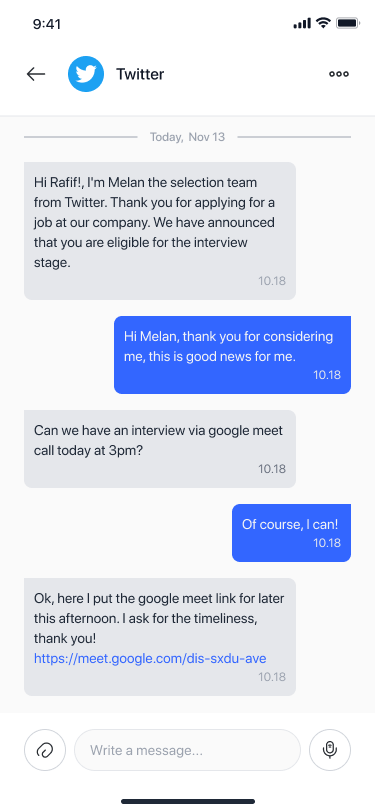 9:41
Twitter
Today, Nov 13
Hi Rafif!, I'm Melan the selection team
from Twitter. Thank you for applying for a
job at our company. We have announced
that you are eligible for the interview
stage.
10.18
Hi Melan, thank you for considering
me, this is good news for me.
10.18
Can we have an interview via google meet
call today at 3pm?
10.18
Of course, I can!
10.18
Ok, here I put the google meet link for later
this afternoon. I ask for the timeliness,
thank you!
https://meet.google.com/dis-sxdu-ave
10.18
Write a message...